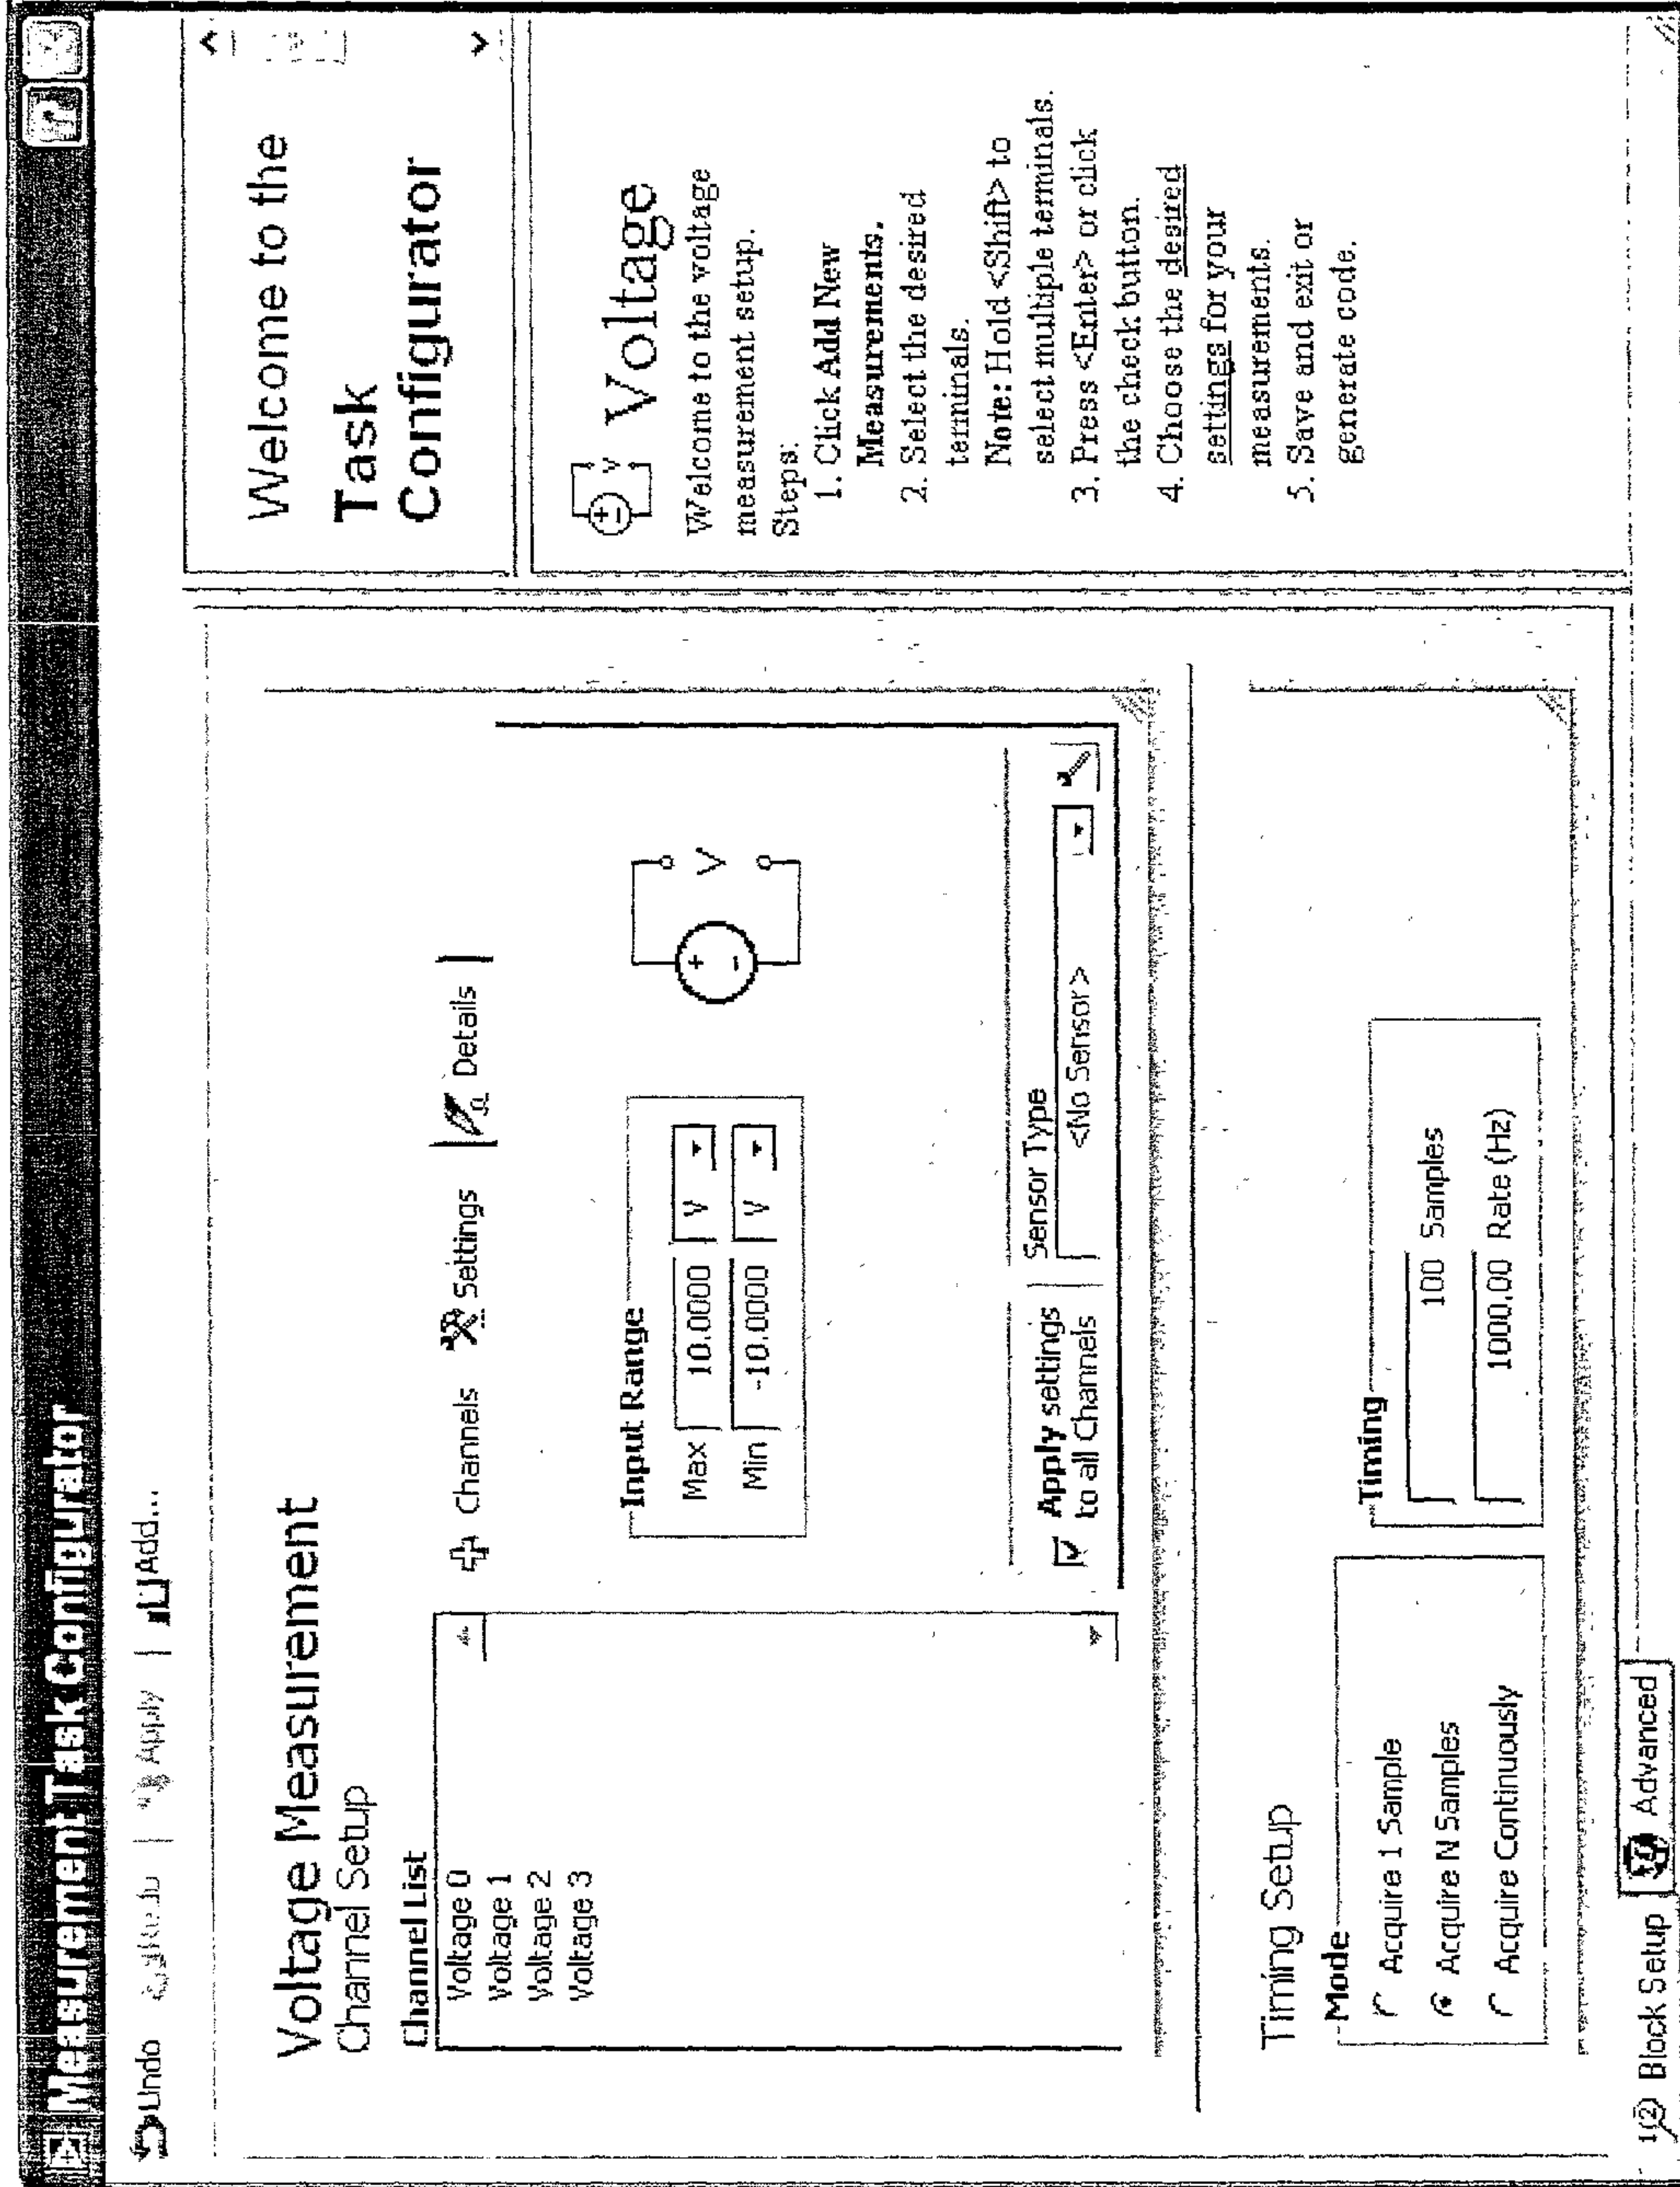 Measurement Task Configurator
Undo
Apply
Add...
Voltage Measurement
Channel Setup
Channel List
Voltage 0
Voltage 1
Voltage 2
Voltage 3
Channels
Settings
Details
Input Range
Max 10.0000 V
Min -10.0000 V
+
-
V
Apply settings
to all Channels
Sensor Type
<No Sensor>
Timing Setup
Mode
Acquire 1 Sample
Acquire N Samples
Acquire Continuously
Timing
100 Samples
1000.00 Rate (Hz)
Block Setup
Advanced
Welcome to the
Task
Configurator
Voltage
Welcome to the voltage
measurement setup.
Steps:
1. Click Add New
Measurements.
2. Select the desired
terminals.
Note: Hold <Shift> to
select multiple terminals.
3. Press <Enter> or click
the check button.
4. Choose the desired
settings for your
measurements.
5. Save and exit or
generate code.